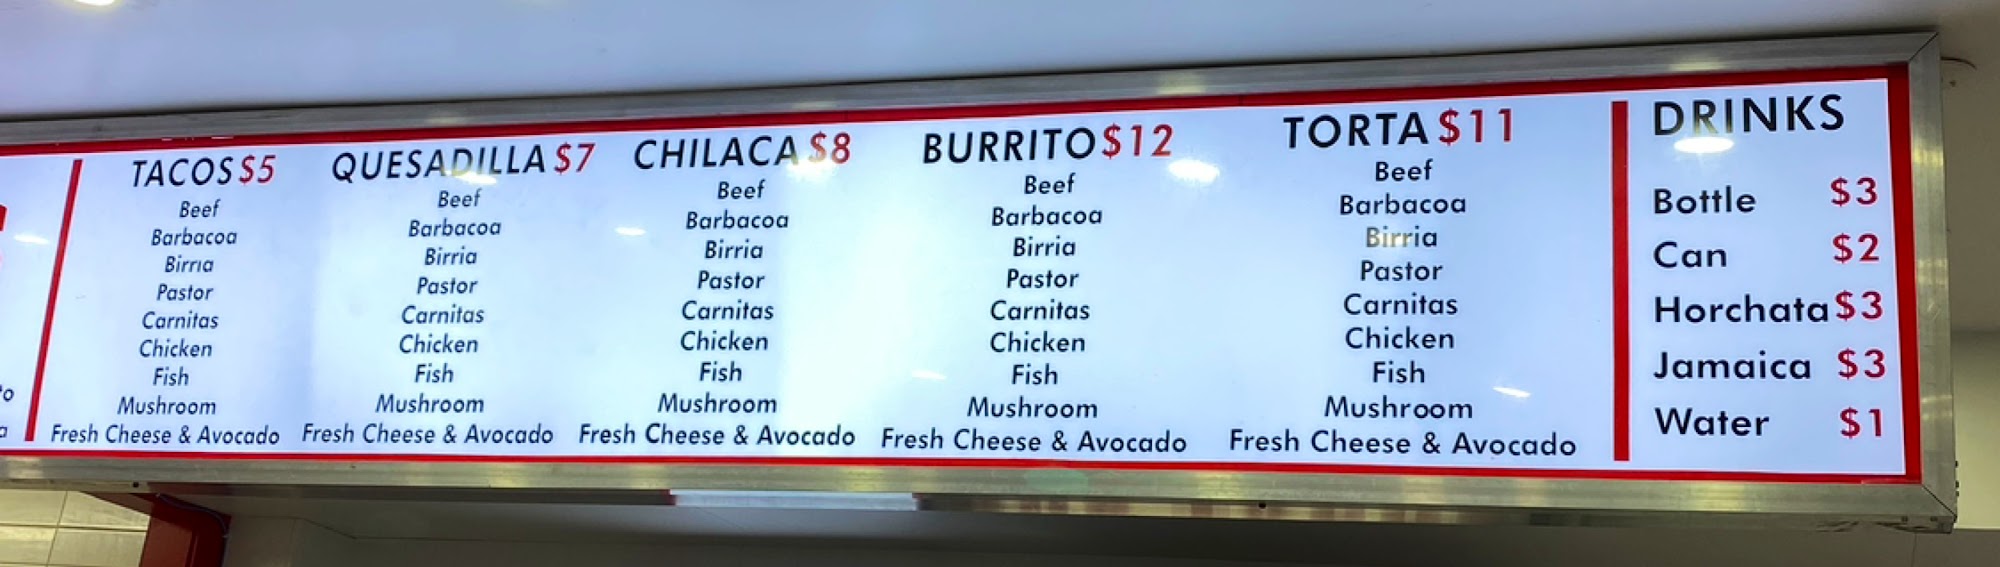 TACOS $5
Beef
Barbacoa
Birria
Pastor
Carnitas
Chicken
Fish
Mushroom
Fresh Cheese & Avocado
QUESADILLA $7
Beef
Barbacoa
Birria
Pastor
Carnitas
Chicken
Fish
Mushroom
Fresh Cheese & Avocado
CHILACA $8
Beef
Barbacoa
Birria
Pastor
Carnitas
Chicken
Fish
Mushroom
Fresh Cheese & Avocado
BURRITO $12
Beef
Barbacoa
Birria
Pastor
Carnitas
Chicken
Fish
Mushroom
Fresh Cheese & Avocado
TORTA $11
Beef
Barbacoa
Birria
Pastor
Carnitas
Chicken
Fish
Mushroom
Fresh Cheese & Avocado
DRINKS
Bottle $3
Can $2
Horchata $3
Jamaica $3
Water $1